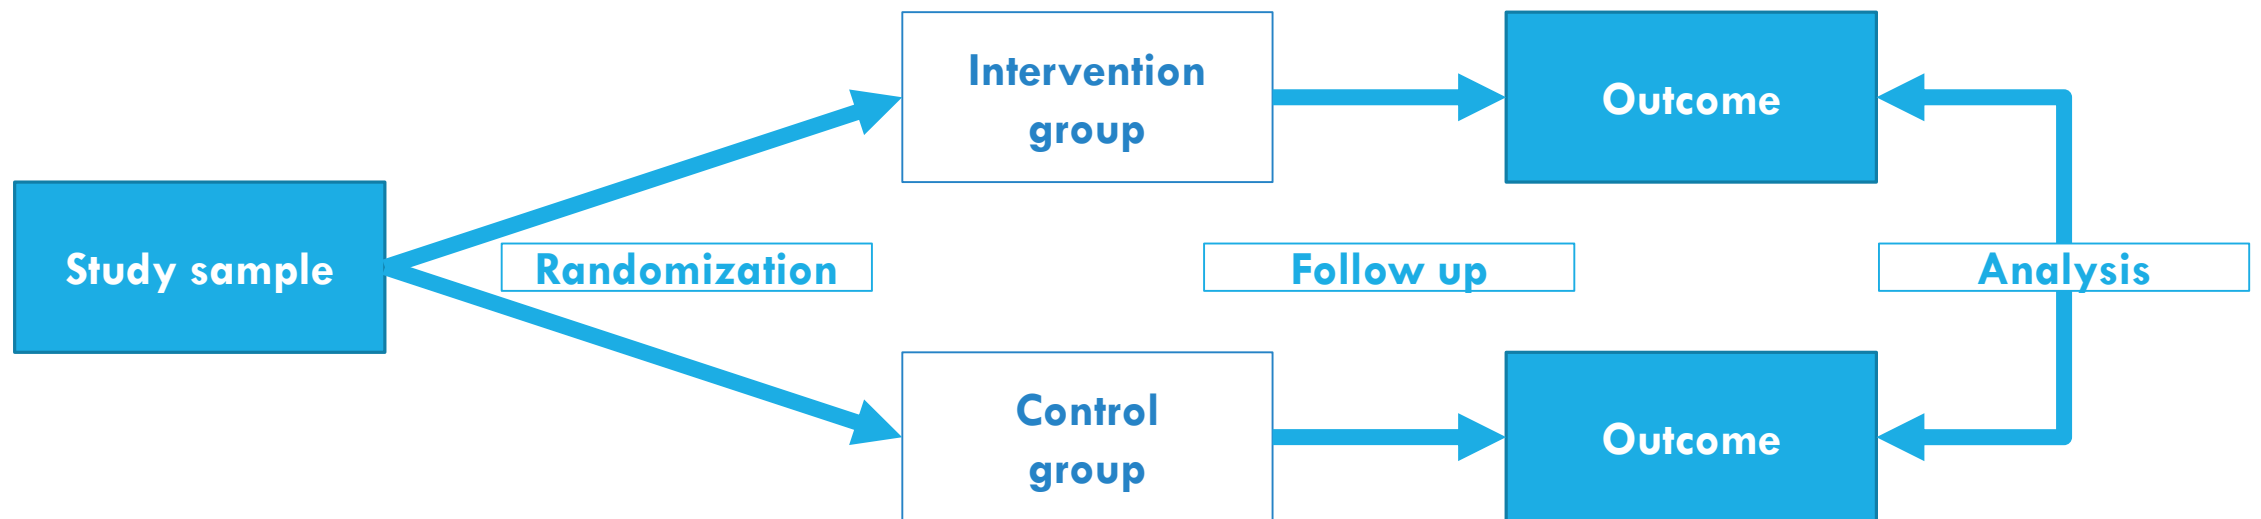 Intervention
group
Outcome
Study sample
Randomization
Follow up
Analysis
Control
group
Outcome